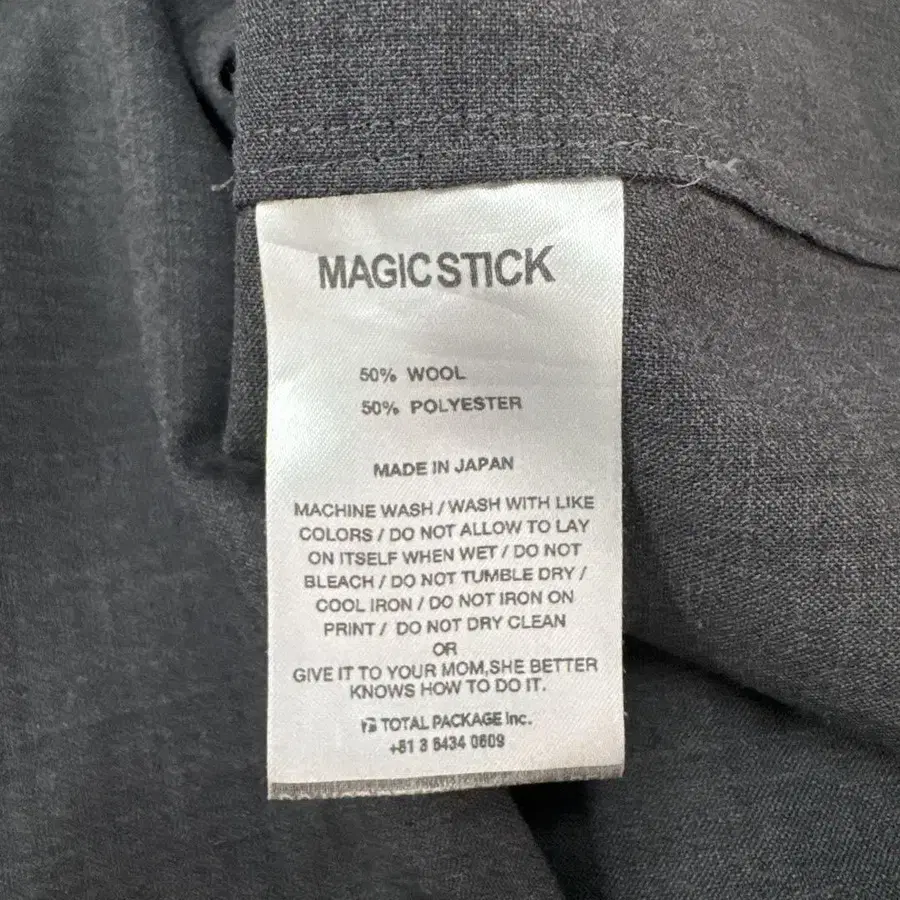 MAGIC STICK
50% WOOL
50% POLYESTER
MADE IN JAPAN
MACHINE WASH / WASH WITH LIKE
COLORS / DO NOT ALLOW TO LAY
ON ITSELF WHEN WET / DO NOT
BLEACH / DO NOT TUMBLE DRY /
COOL IRON / DO NOT IRON ON
PRINT / DO NOT DRY CLEAN
OR
GIVE IT TO YOUR MOM,SHE BETTER
KNOWS HOW TO DO IT.
TOTAL PACKAGE Inc.
+81 3 5434 0609